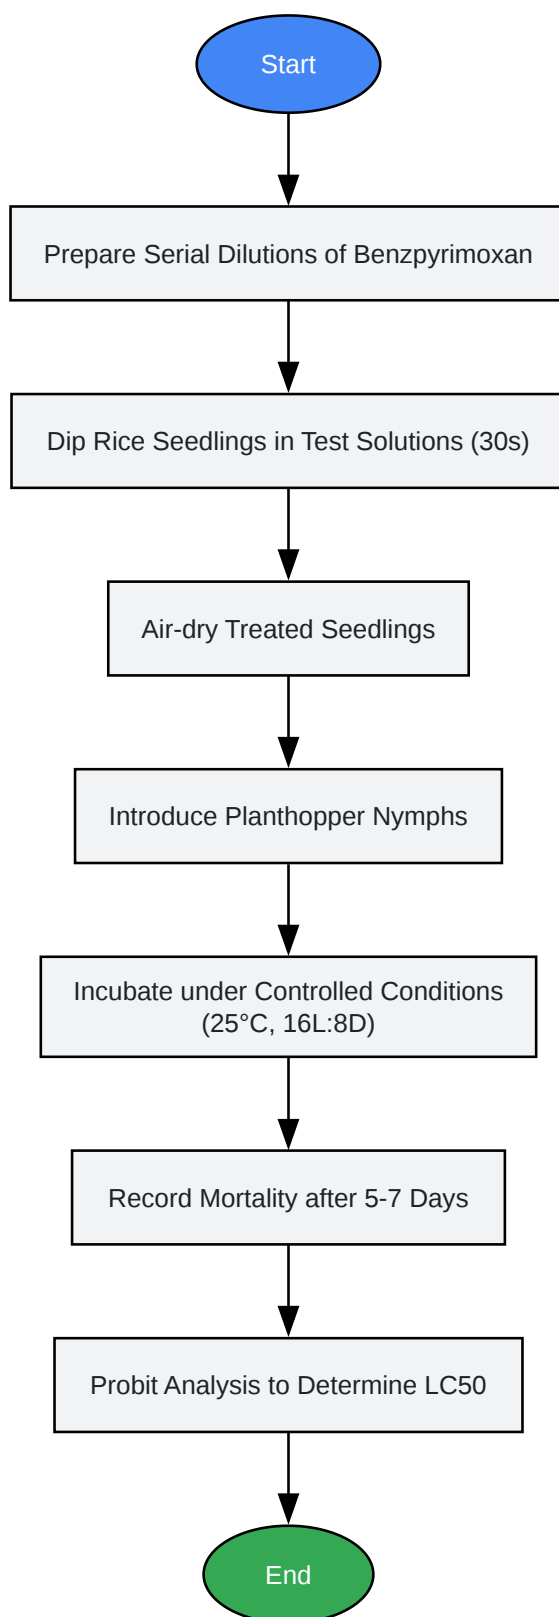 Start
Prepare Serial Dilutions of Benzpyrimoxan
Dip Rice Seedlings in Test Solutions (30s)
Air-dry Treated Seedlings
Introduce Planthopper Nymphs
Incubate under Controlled Conditions
(25°C, 16L:8D)
Record Mortality after 5-7 Days
Probit Analysis to Determine LC50
End